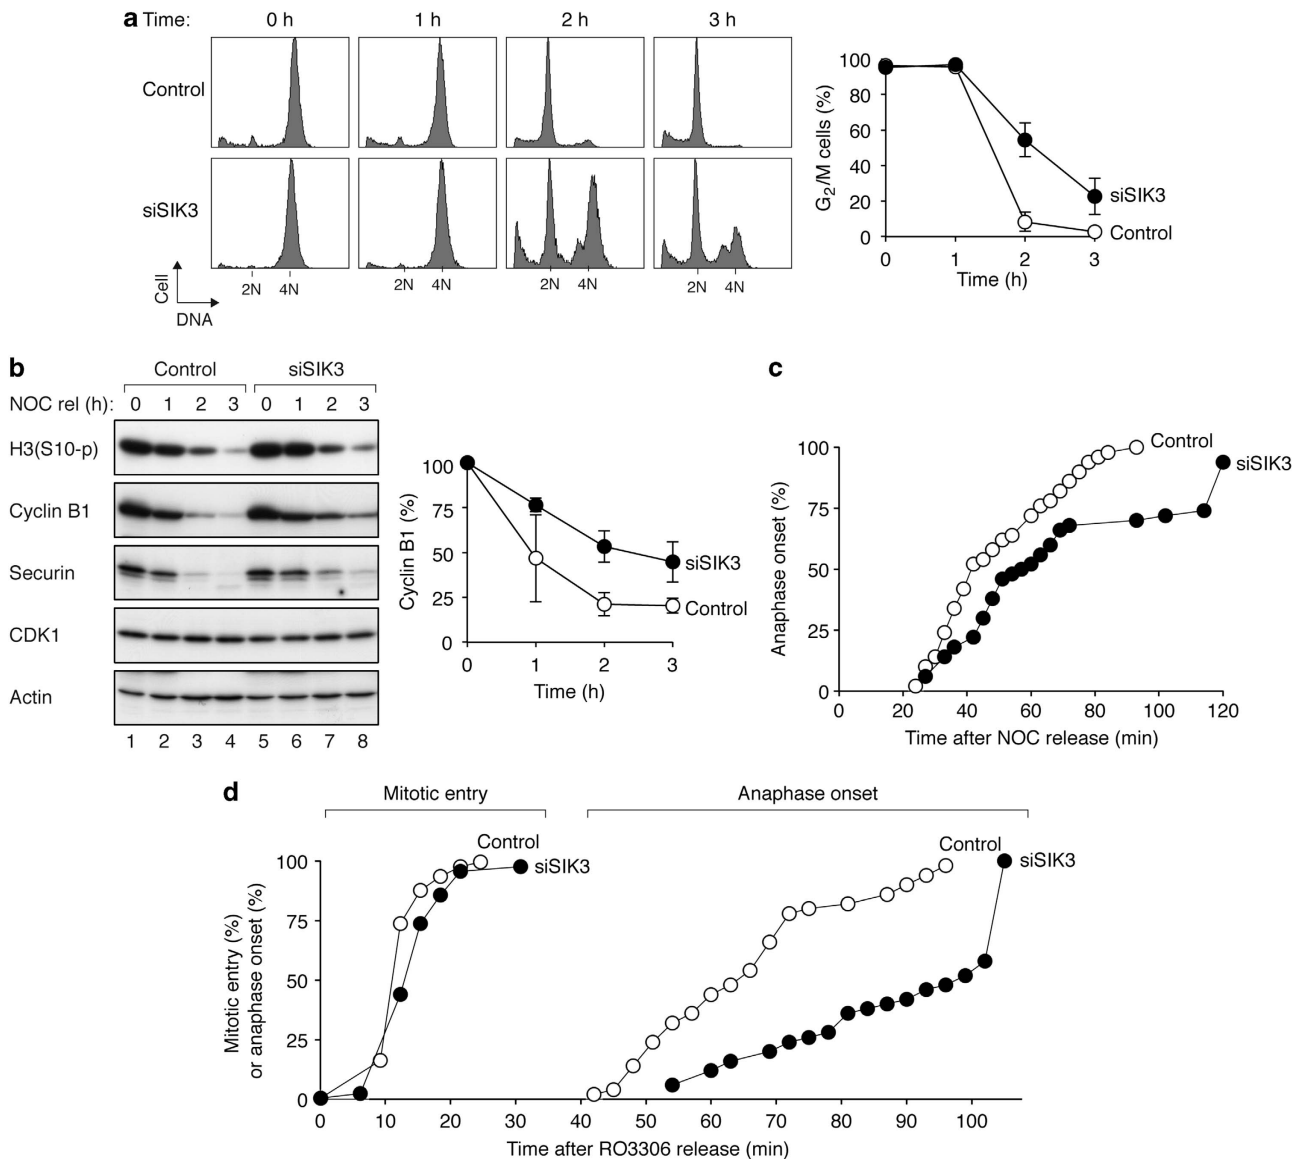 a Time: 0 h 1 h 2 h 3 h
Control
siSIK3
Cell
DNA
2N 4N 2N 4N 2N 4N 2N 4N
G2/M cells (%)
100
80
60
40
20
0
0 1 2 3
Time (h)
siSIK3
Control
b Control siSIK3
NOC rel (h): 0 1 2 3 0 1 2 3
H3(S10-p)
Cyclin B1
Securin
CDK1
Actin
1 2 3 4 5 6 7 8
Cyclin B1 (%)
100
75
50
25
0
0 1 2 3
Time (h)
siSIK3
Control
c
Anaphase onset (%)
100
75
50
25
0
0 20 40 60 80 100 120
Time after NOC release (min)
Control
siSIK3
d Mitotic entry Anaphase onset
Mitotic entry (%)
or anaphase onset (%)
100
75
50
25
0
Control
siSIK3
Control
siSIK3
0 10 20 30 40 50 60 70 80 90 100
Time after RO3306 release (min)